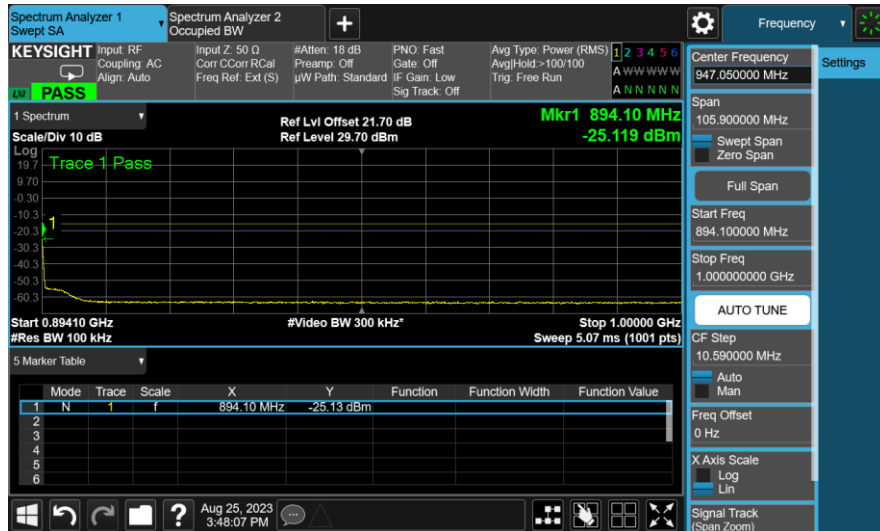 Spectrum Analyzer 1
Swept SA
Spectrum Analyzer 2
Occupied BW
+
Frequency
KEYSIGHT
LXI PASS
Input: RF
Coupling: AC
Align: Auto
Input Z: 50 Ω
Corr CCorr RCal
Freq Ref: Ext (S)
#Atten: 18 dB
Preamp: Off
µW Path: Standard
PNO: Fast
Gate: Off
IF Gain: Low
Sig Track: Off
Avg Type: Power (RMS)
Avg|Hold:>100/100
Trig: Free Run
1 2 3 4 5 6
A W W W W W
A N N N N N
Center Frequency
947.050000 MHz
Settings
Span
105.900000 MHz
Swept Span
Zero Span
Full Span
Start Freq
894.100000 MHz
Stop Freq
1.000000000 GHz
AUTO TUNE
CF Step
10.590000 MHz
Auto
Man
Freq Offset
0 Hz
X Axis Scale
Log
Lin
Signal Track
(Span Zoom)
1 Spectrum
Scale/Div 10 dB
Ref Lvl Offset 21.70 dB
Ref Level 29.70 dBm
Mkr1 894.10 MHz
-25.119 dBm
Log
Trace 1 Pass
19.7
9.70
-0.30
-10.3
1
-20.3
-30.3
-40.3
-50.3
-60.3
Start 0.89410 GHz
#Video BW 300 kHz*
Stop 1.00000 GHz
#Res BW 100 kHz
Sweep 5.07 ms (1001 pts)
5 Marker Table
Mode Trace Scale X Y Function Function Width Function Value
1 N 1 f 894.10 MHz -25.13 dBm
2
3
4
5
6
?
Aug 25, 2023
3:48:07 PM